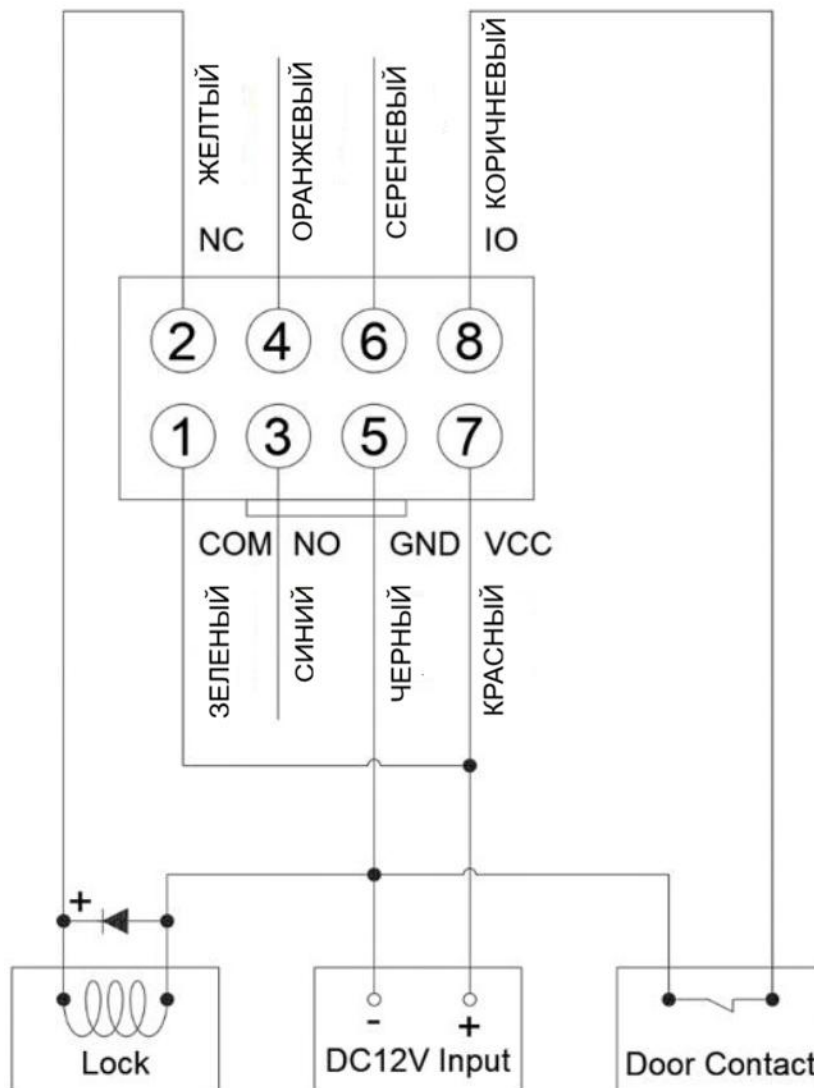 ЖЕЛТЫЙ
ОРАНЖЕВЫЙ
СЕРЕНЕВЫЙ
КОРИЧНЕВЫЙ
NC
IO
2 4 6 8
1 3 5 7
COM NO GND VCC
ЗЕЛЕНЫЙ
СИНИЙ
ЧЕРНЫЙ
КРАСНЫЙ
+
- +
Lock
DC12V Input
Door Contact